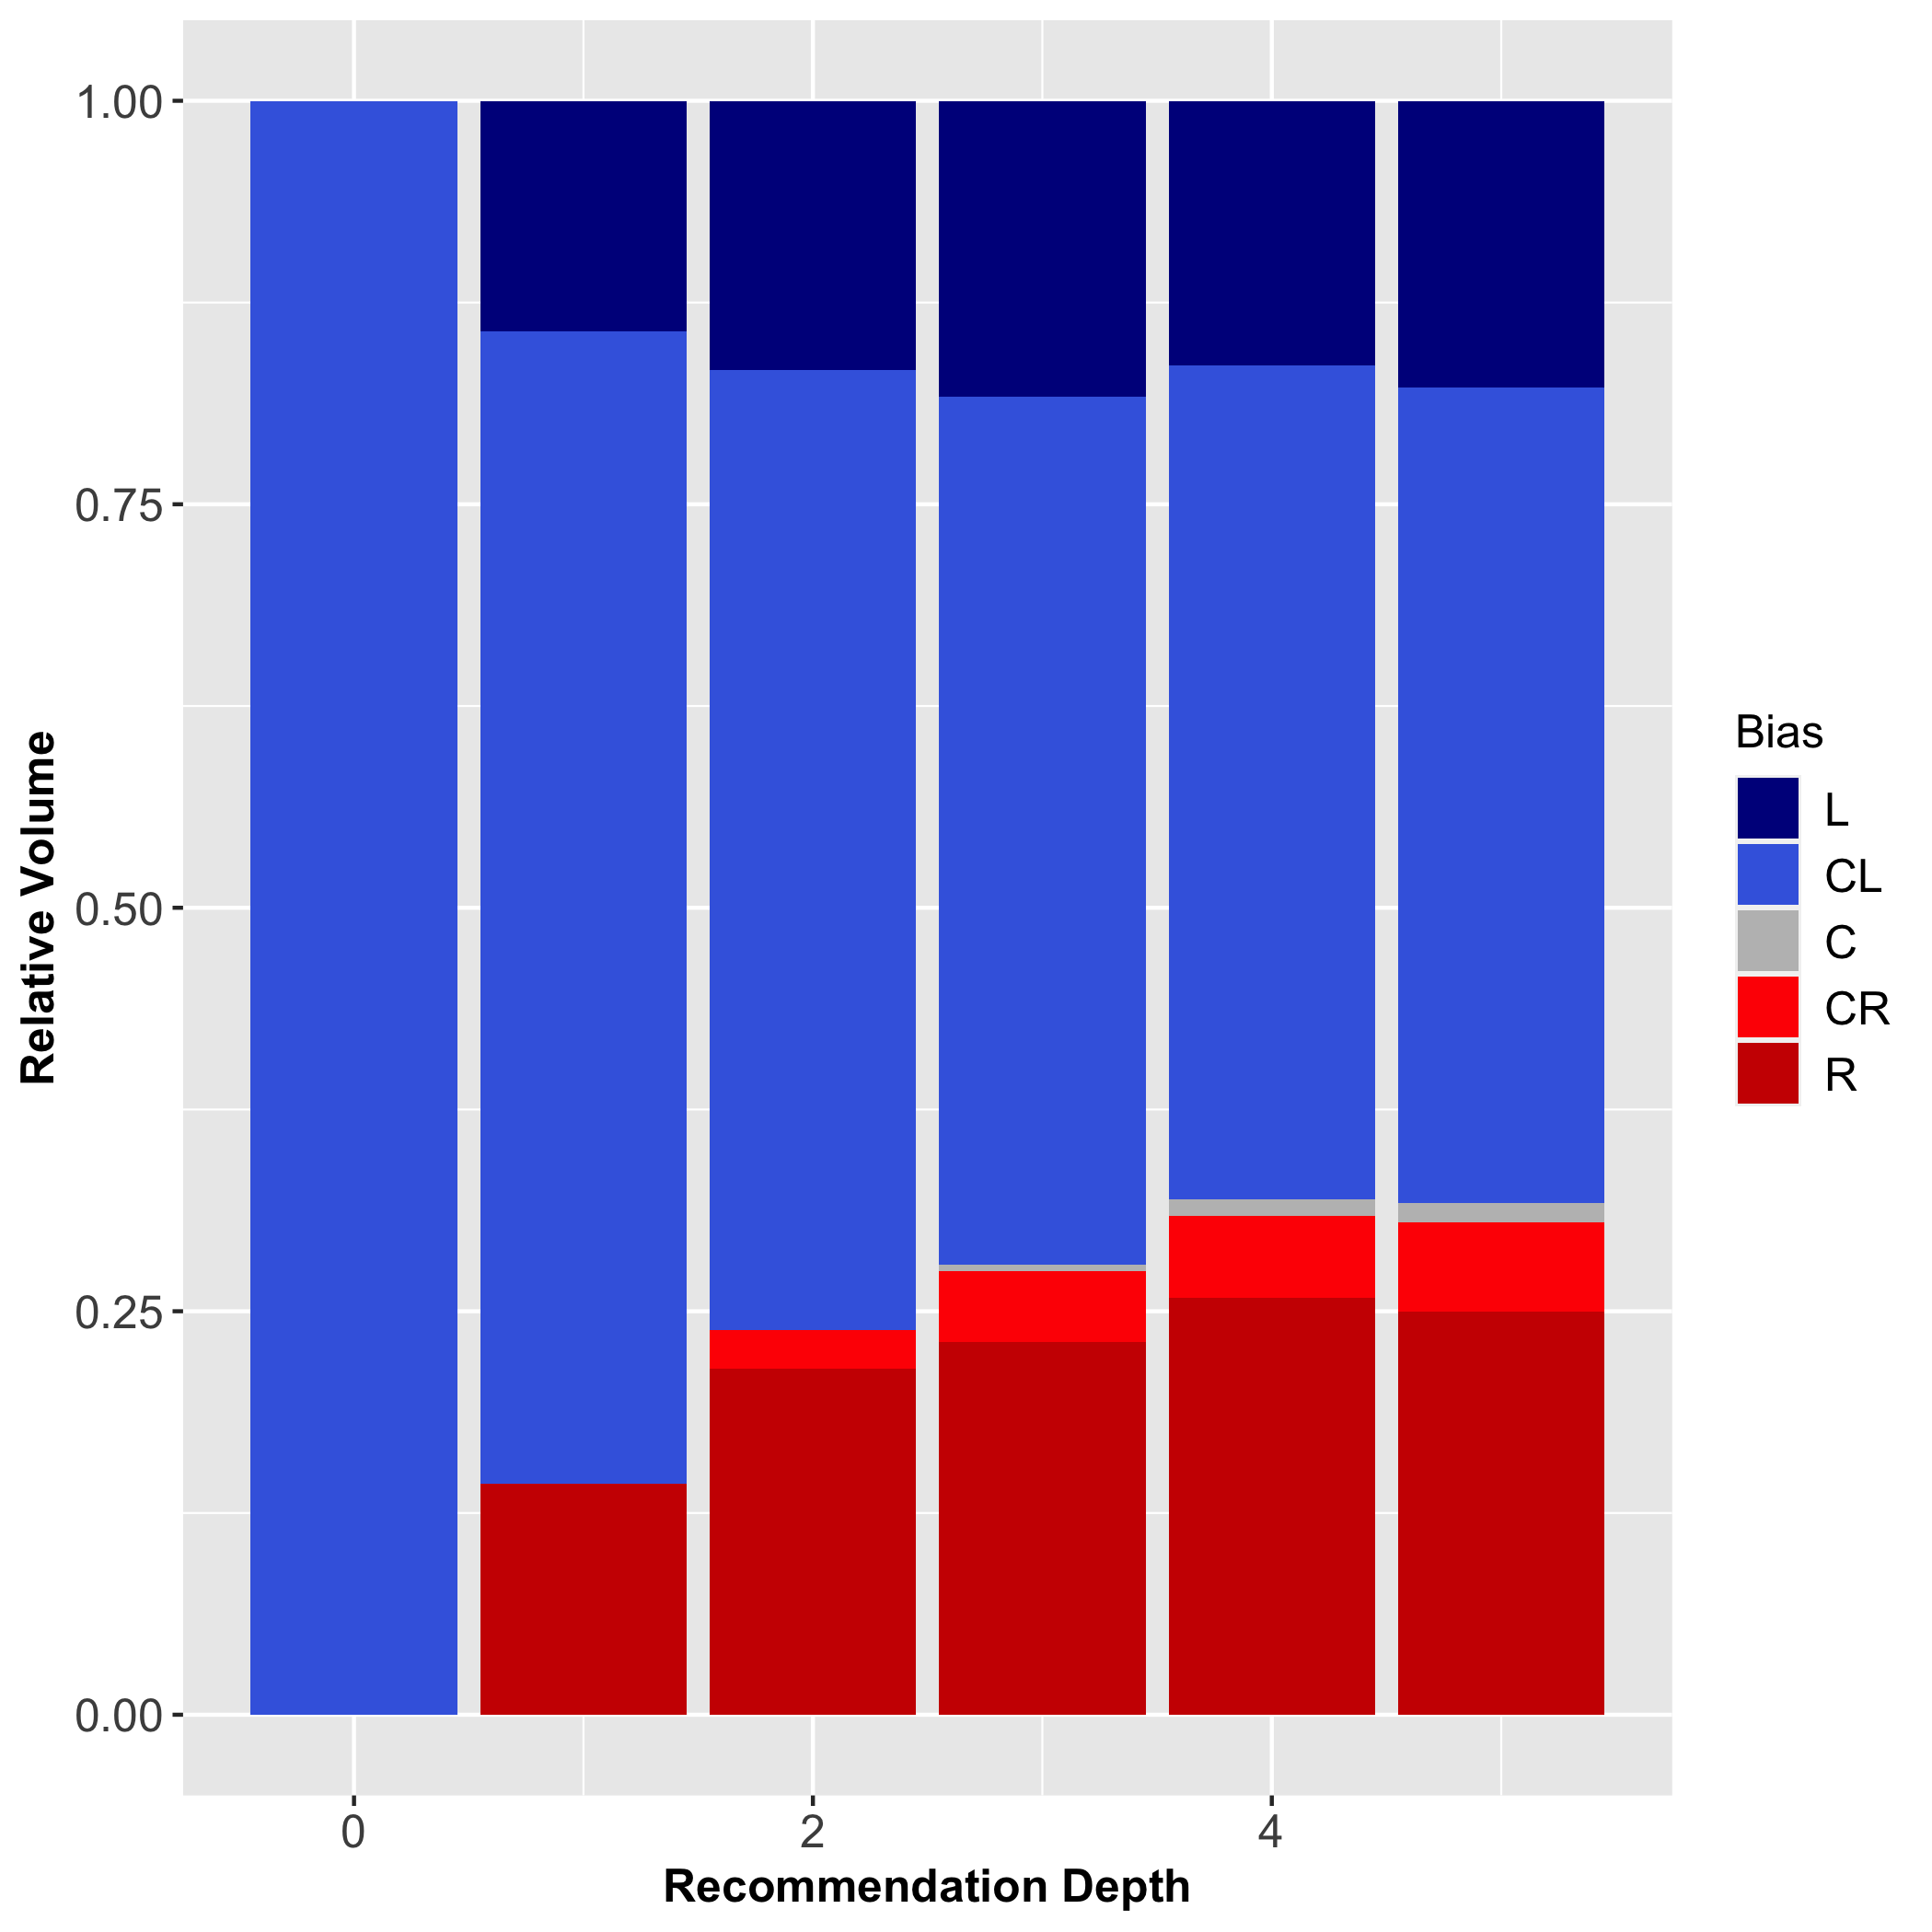 1.00
0.75
0.50
0.25
0.00
Relative Volume
0
2
4
Recommendation Depth
Bias
L
CL
C
CR
R